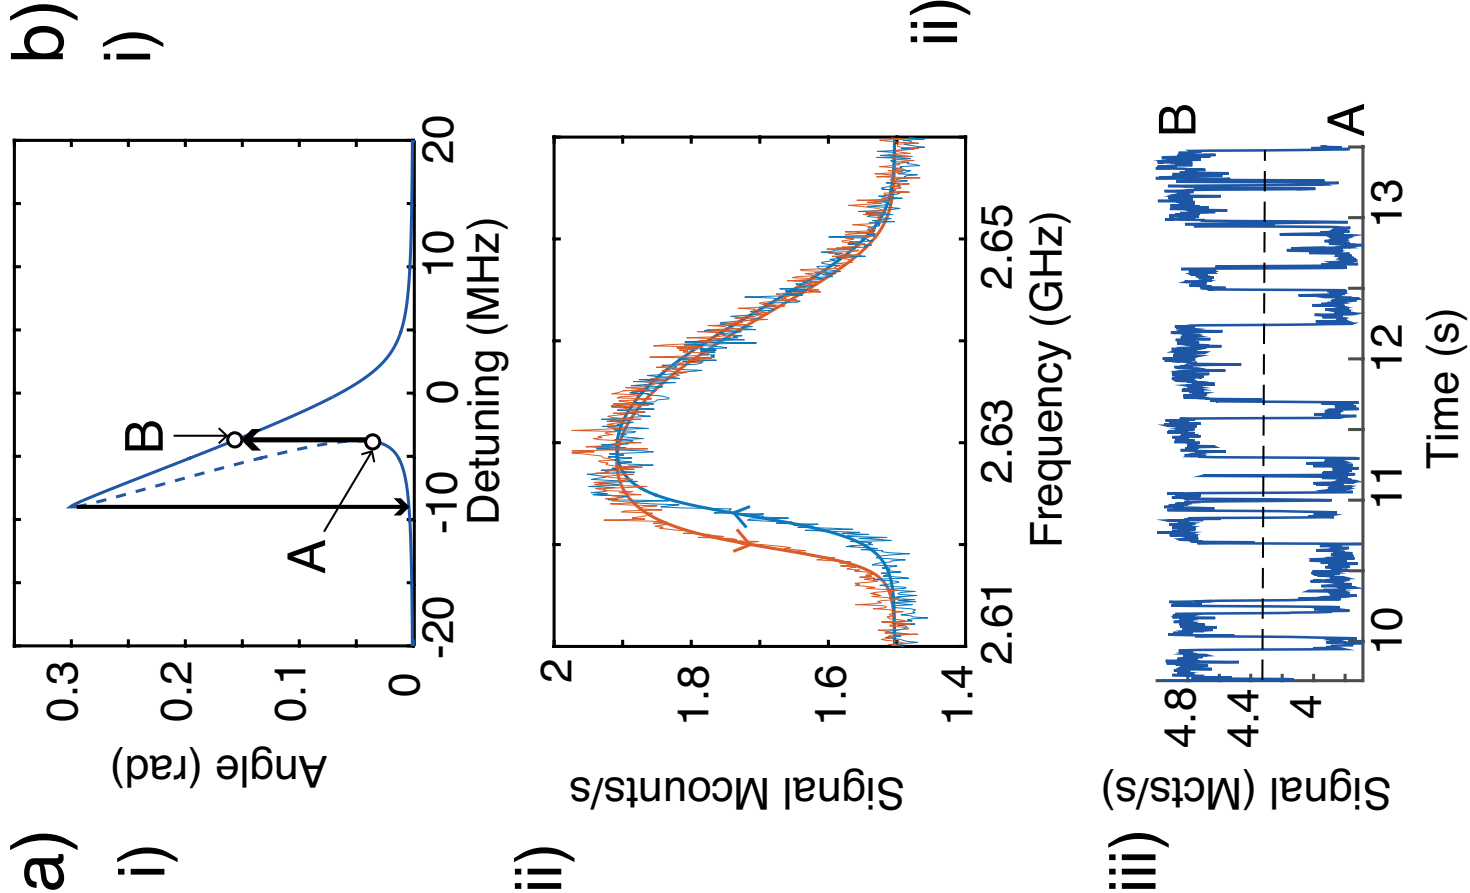 a)
i)
Angle (rad)
0.3
0.2
0.1
0
B
A
-20
-10
0
10
20
Detuning (MHz)
b)
i)
ii)
Signal Mcounts/s
2
1.8
1.6
1.4
2.61
2.63
2.65
Frequency (GHz)
ii)
iii)
Signal (Mcts/s)
4.8
4.4
4
B
A
10
11
12
13
Time (s)